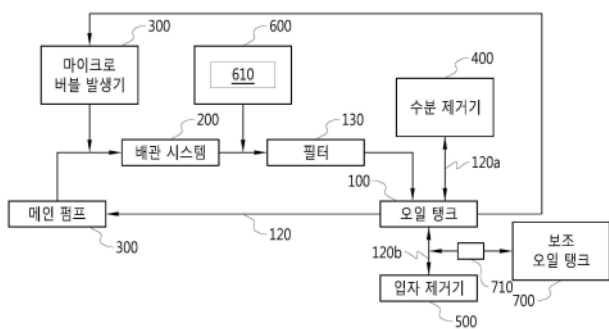 300
600
마이크로
버블 발생기
610
400
수분 제거기
200
130
배관 시스템
필터
120a
100
메인 펌프
오일 탱크
300
120
120b
보조
오일 탱크
710
700
입자 제거기
500